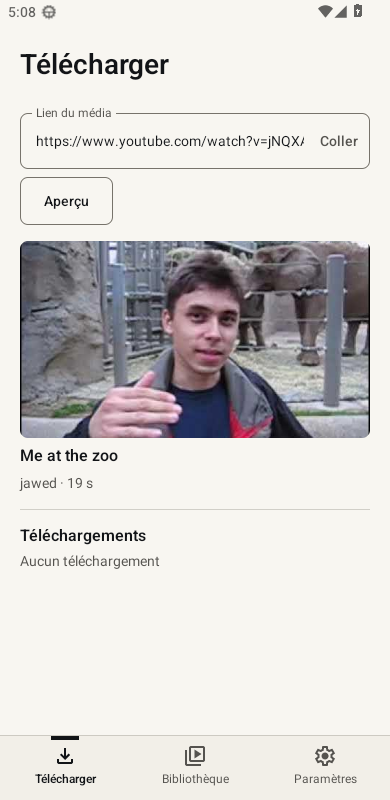 5:08
Télécharger
Lien du média
https://www.youtube.com/watch?v=jNQX
Coller
Aperçu
Me at the zoo
jawed · 19 s
Téléchargements
Aucun téléchargement
Télécharger
Bibliothèque
Paramètres